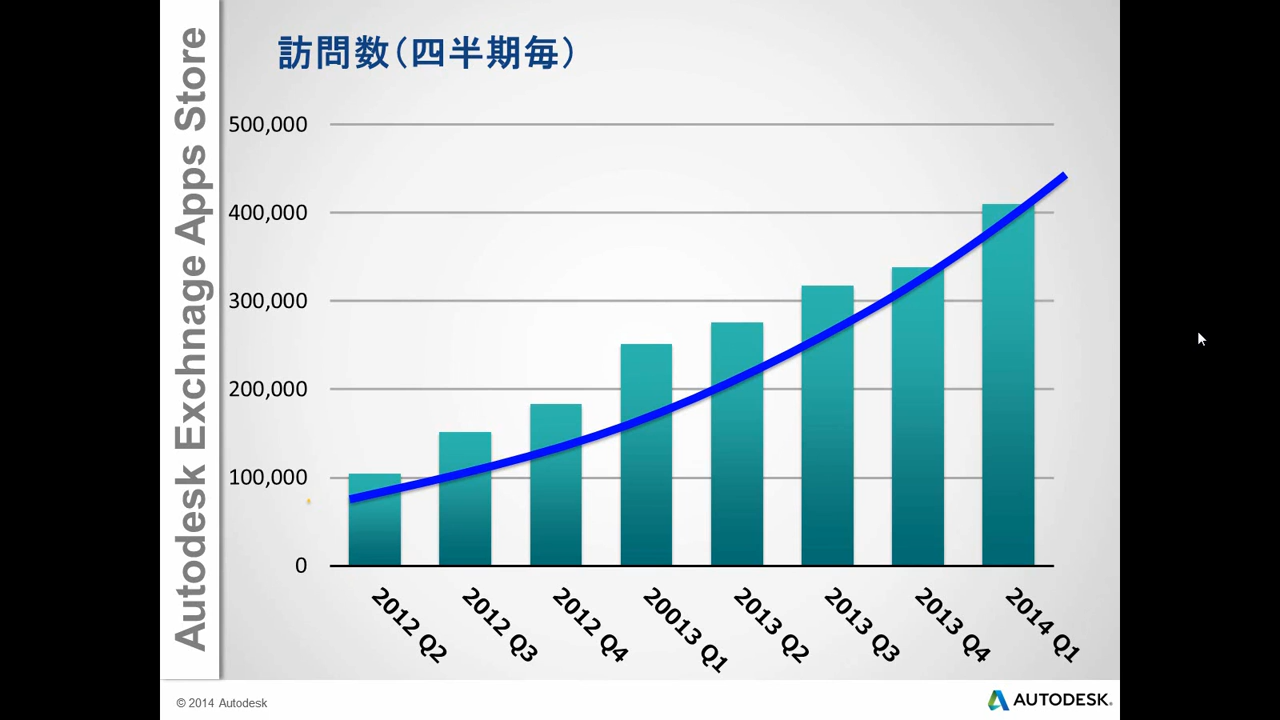 Autodesk Exchnage Apps Store
訪問数(四半期毎)
500,000
400,000
300,000
200,000
100,000
0
2012 Q2
2012 Q3
2012 Q4
20013 Q1
2013 Q2
2013 Q3
2013 Q4
2014 Q1
© 2014 Autodesk
AUTODESK.